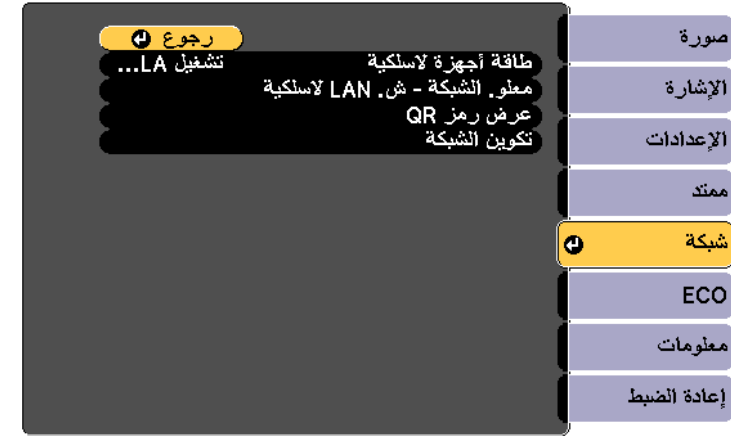 صورة
الإشارة
الإعدادات
ممتد
شبكة
ECO
معلومات
إعادة الضبط
رجوع
طاقة أجهزة لاسلكية تشغيل LA...
معلو. الشبكة - ش. LAN لاسلكية
عرض رمز QR
تكوين الشبكة